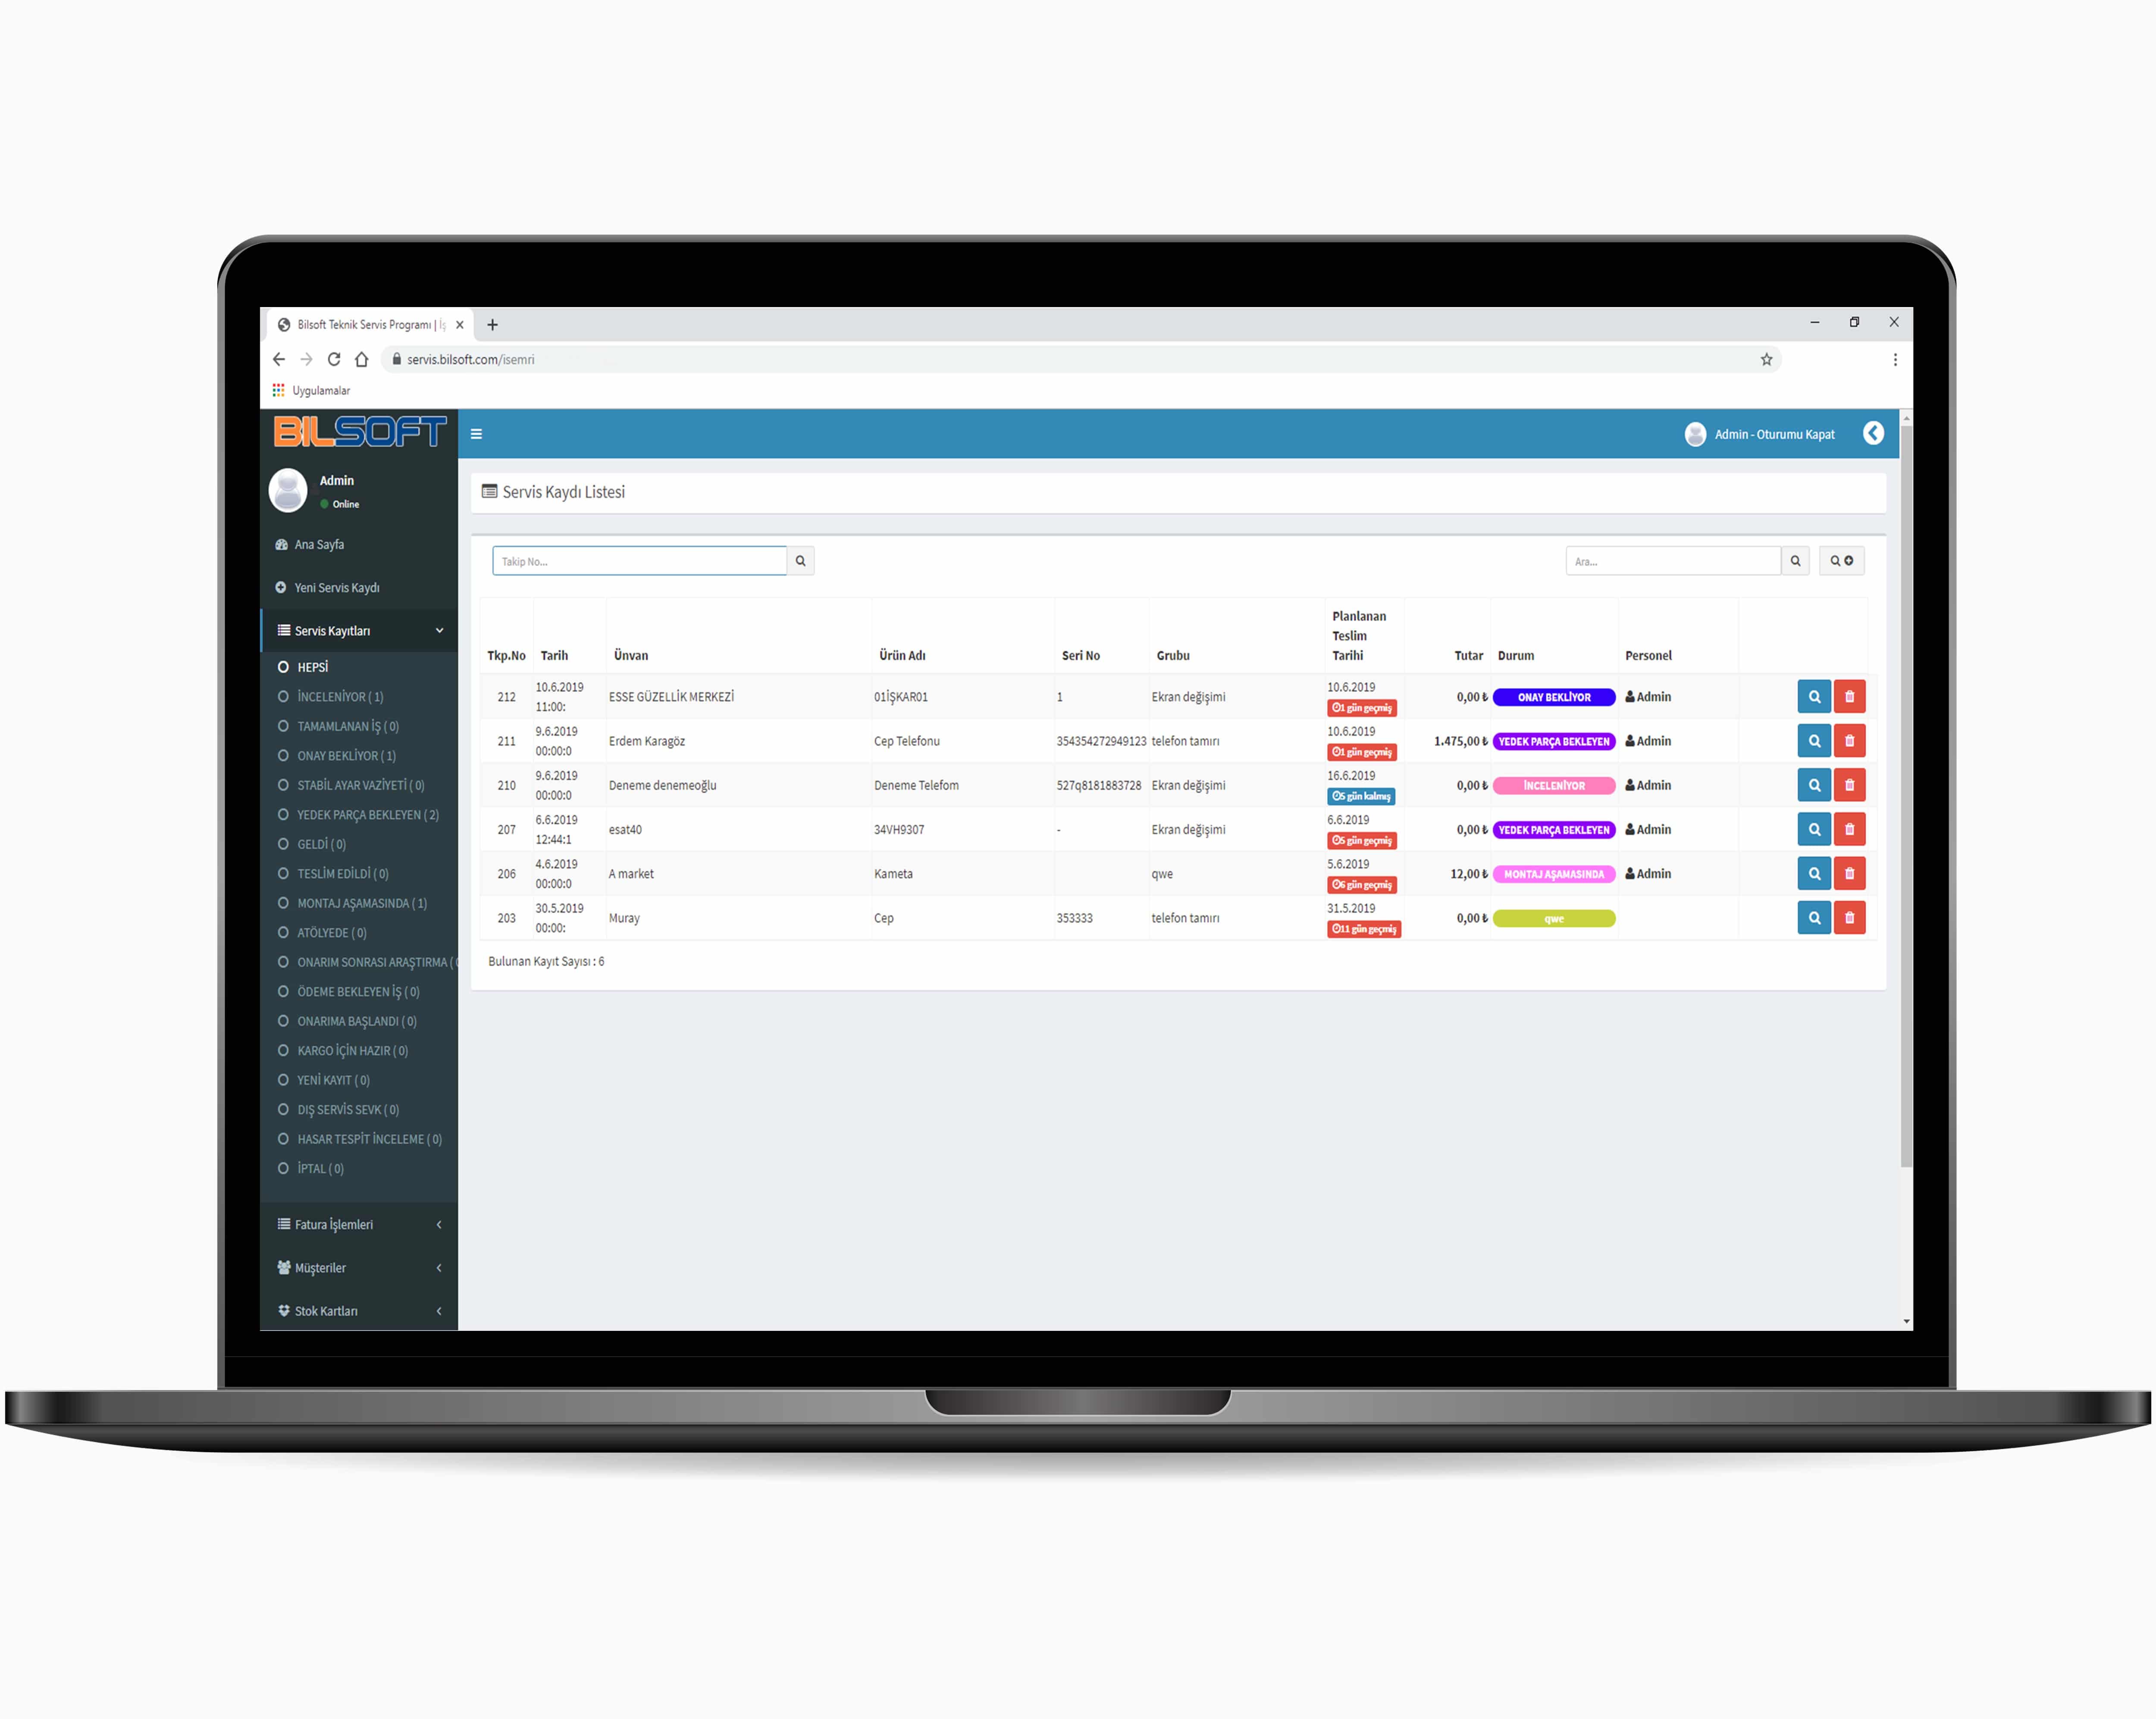 Bilsoft Teknik Servis Programı | İş
servis.bilsoft.com/isemri
Uygulamalar
BILSOFT
Admin - Oturumu Kapat
Admin
Online
Ana Sayfa
Yeni Servis Kaydı
Servis Kayıtları
HEPSİ
İNCELENİYOR ( 1)
TAMAMLANAN İŞ ( 0)
ONAY BEKLİYOR ( 1)
STABİL AYAR VAZİYETİ ( 0)
YEDEK PARÇA BEKLEYEN ( 2)
GELDİ ( 0)
TESLİM EDİLDİ ( 0)
MONTAJ AŞAMASINDA ( 1)
ATÖLYEDE ( 0)
ONARIM SONRASI ARAŞTIRMA (
ÖDEME BEKLEYEN İŞ ( 0)
ONARIMA BAŞLANDI ( 0)
KARGO İÇİN HAZIR ( 0)
YENİ KAYIT ( 0)
DIŞ SERVİS SEVK ( 0)
HASAR TESPİT İNCELEME ( 0)
İPTAL ( 0)
Fatura İşlemleri
Müşteriler
Stok Kartları
Servis Kaydı Listesi
Takip No...
Ara...
Tkp.No Tarih Ünvan Ürün Adı Seri No Grubu Planlanan Teslim Tarihi Tutar Durum Personel
212 10.6.2019 11:00: ESSE GÜZELLİK MERKEZİ 01İŞKAR01 1 Ekran değişimi 10.6.2019 1 gün geçmiş 0,00 ₺ ONAY BEKLİYOR Admin
211 9.6.2019 00:00:0 Erdem Karagöz Cep Telefonu 354354272949123 telefon tamırı 10.6.2019 1 gün geçmiş 1.475,00 ₺ YEDEK PARÇA BEKLEYEN Admin
210 9.6.2019 00:00:0 Deneme denemeoğlu Deneme Telefom 527q8181883728 Ekran değişimi 16.6.2019 5 gün kalmış 0,00 ₺ İNCELENİYOR Admin
207 6.6.2019 12:44:1 esat40 34VH9307 - Ekran değişimi 6.6.2019 5 gün geçmiş 0,00 ₺ YEDEK PARÇA BEKLEYEN Admin
206 4.6.2019 00:00:0 A market Kameta qwe 5.6.2019 6 gün geçmiş 12,00 ₺ MONTAJ AŞAMASINDA Admin
203 30.5.2019 00:00: Muray Cep 353333 telefon tamırı 31.5.2019 11 gün geçmiş 0,00 ₺ qwe
Bulunan Kayıt Sayısı : 6